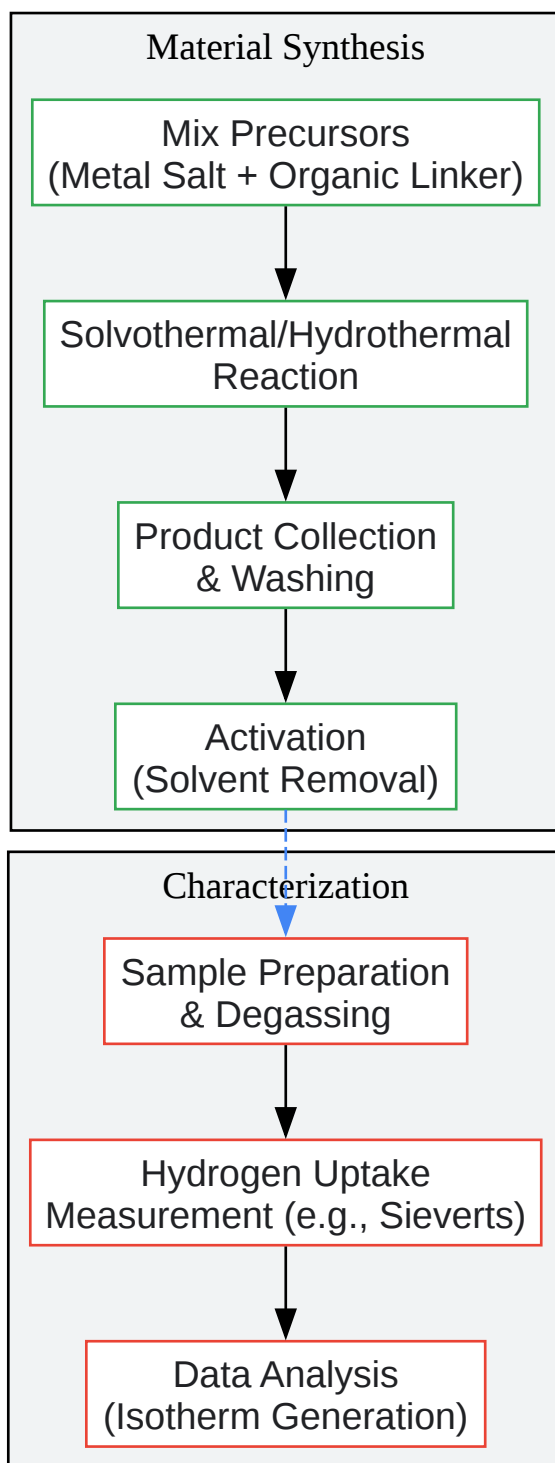 Material Synthesis
Mix Precursors
(Metal Salt + Organic Linker)
Solvothermal/Hydrothermal
Reaction
Product Collection
& Washing
Activation
(Solvent Removal)
Characterization
Sample Preparation
& Degassing
Hydrogen Uptake
Measurement (e.g., Sieverts)
Data Analysis
(Isotherm Generation)